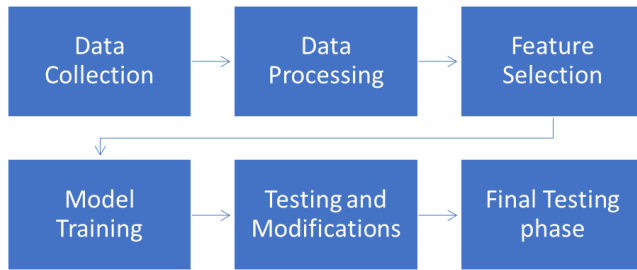 Data
Collection
Data
Processing
Feature
Selection
Model
Training
Testing and
Modifications
Final Testing
phase